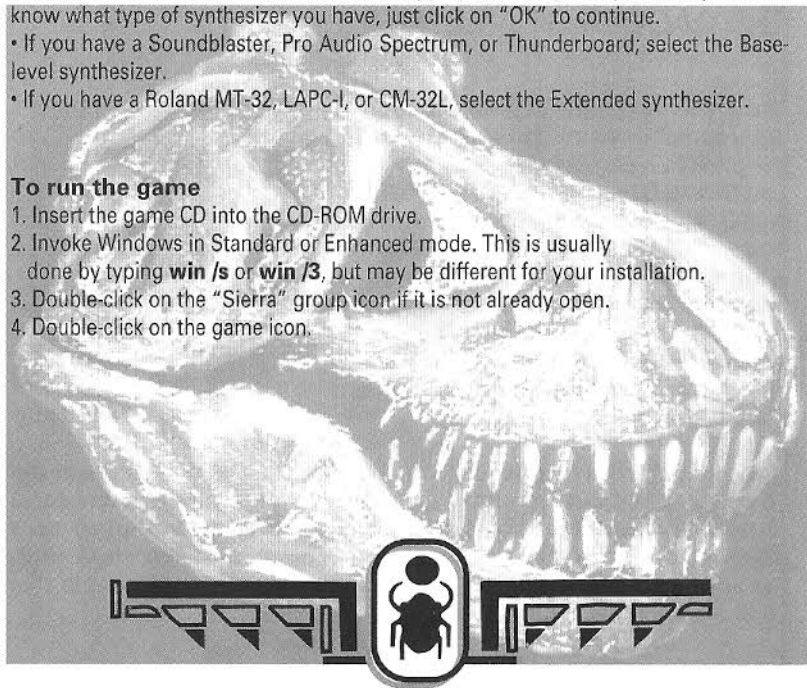 know what type of synthesizer you have, just click on “OK” to continue.
• If you have a Soundblaster, Pro Audio Spectrum, or Thunderboard; select the Base-
level synthesizer.
• If you have a Roland MT-32, LAPC-I, or CM-32L, select the Extended synthesizer.
To run the game
1. Insert the game CD into the CD-ROM drive.
2. Invoke Windows in Standard or Enhanced mode. This is usually
done by typing win /s or win /3, but may be different for your installation.
3. Double-click on the “Sierra” group icon if it is not already open.
4. Double-click on the game icon.